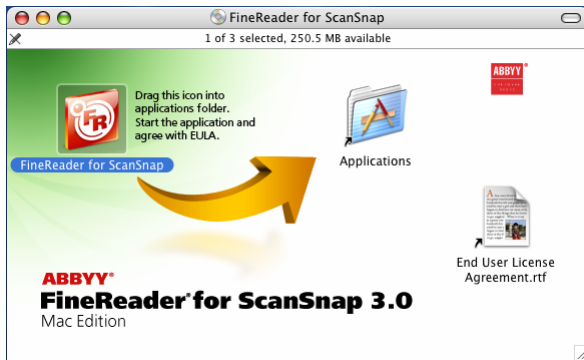 FineReader for ScanSnap
1 of 3 selected, 250.5 MB available
Drag this icon into
applications folder.
Start the application and
agree with EULA.
FineReader for ScanSnap
Applications
ABBYY
End User License
Agreement.rtf
ABBYY®
FineReader® for ScanSnap 3.0
Mac Edition